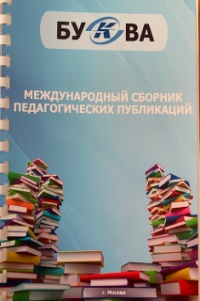 БУКВА
МЕЖДУНАРОДНЫЙ СБОРНИК
ПЕДАГОГИЧЕСКИХ ПУБЛИКАЦИЙ
г. Москва